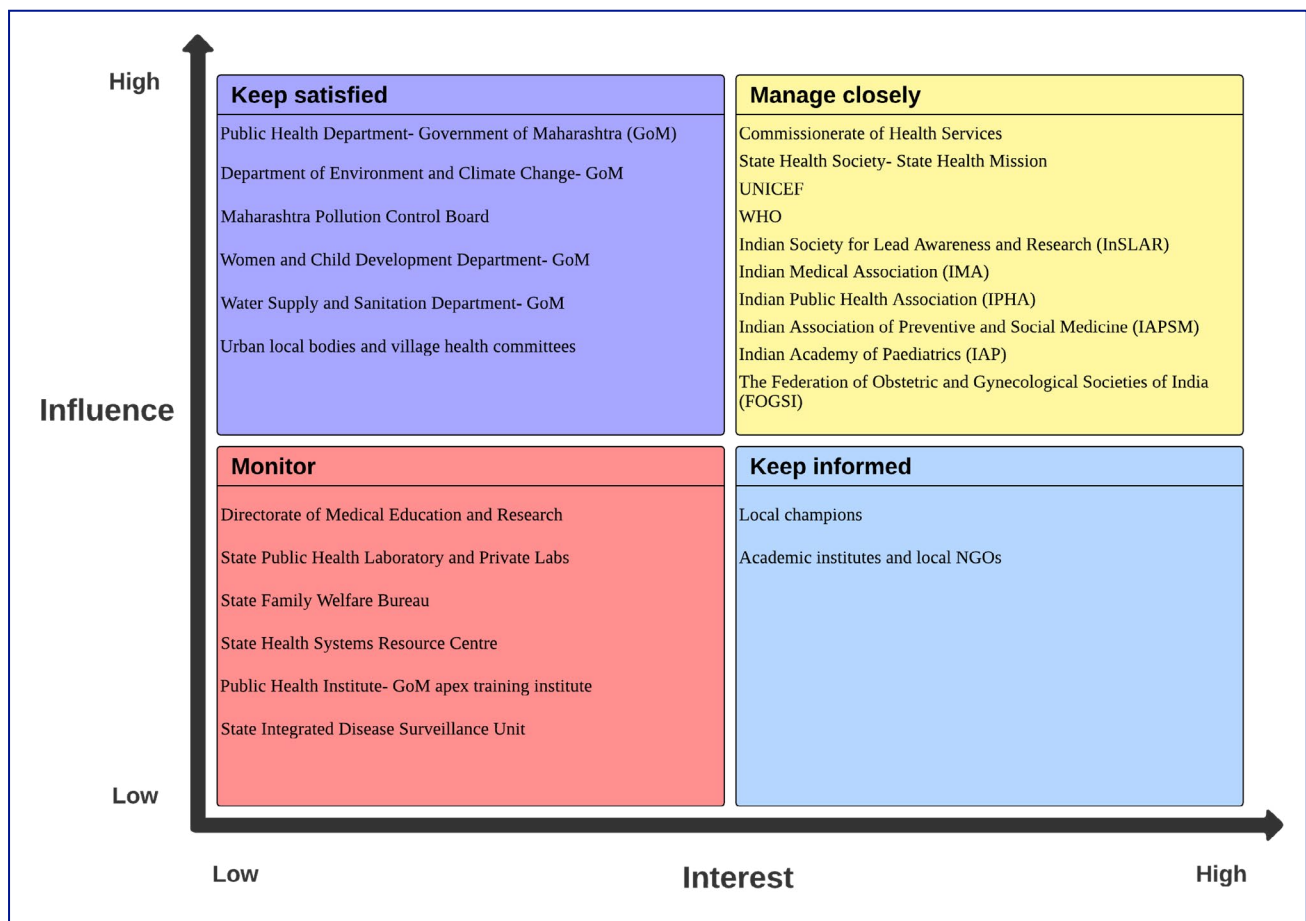 High
Keep satisfied
Public Health Department- Government of Maharashtra (GoM)
Department of Environment and Climate Change- GoM
Maharashtra Pollution Control Board
Women and Child Development Department- GoM
Water Supply and Sanitation Department- GoM
Urban local bodies and village health committees
Manage closely
Commissionerate of Health Services
State Health Society- State Health Mission
UNICEF
WHO
Indian Society for Lead Awareness and Research (InSLAR)
Indian Medical Association (IMA)
Indian Public Health Association (IPHA)
Indian Association of Preventive and Social Medicine (IAPSM)
Indian Academy of Paediatrics (IAP)
The Federation of Obstetric and Gynecological Societies of India
(FOGSI)
Influence
Monitor
Directorate of Medical Education and Research
State Public Health Laboratory and Private Labs
State Family Welfare Bureau
State Health Systems Resource Centre
Public Health Institute- GoM apex training institute
State Integrated Disease Surveillance Unit
Keep informed
Local champions
Academic institutes and local NGOs
Low
Low
Interest
High